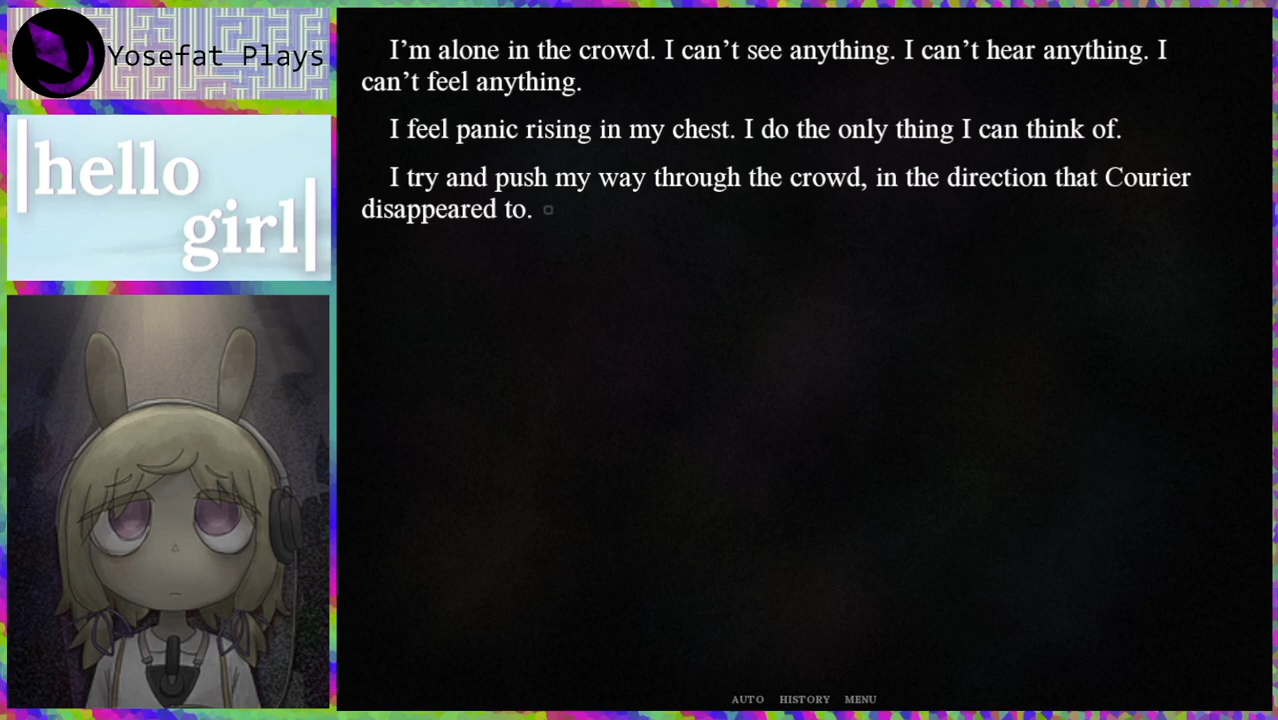 Yosefat Plays
|hello
girl|
I’m alone in the crowd. I can’t see anything. I can’t hear anything. I
can’t feel anything.
I feel panic rising in my chest. I do the only thing I can think of.
I try and push my way through the crowd, in the direction that Courier
disappeared to.
AUTO HISTORY MENU